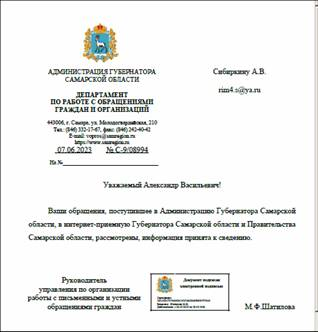 АДМИНИСТРАЦИЯ ГУБЕРНАТОРА
САМАРСКОЙ ОБЛАСТИ
ДЕПАРТАМЕНТ
ПО РАБОТЕ С ОБРАЩЕНИЯМИ
ГРАЖДАН И ОРГАНИЗАЦИЙ
443006, г. Самара, ул. Молодогвардейская, 210
Тел.: (846) 332-17-67, факс: (846) 242-40-42
E-mail: vopros@samregion.ru
https://www.samregion.ru
07.06.2023 № С-9/08994
На №
Сибиркину А.В.
rim4.s@ya.ru
Уважаемый Александр Васильевич!
Ваши обращения, поступившее в Администрацию Губернатора Самарской
области, в интернет-приемную Губернатора Самарской области и Правительства
Самарской области, рассмотрены, информация принята к сведению.
Руководитель
управления по организации
работы с письменными и устными
обращениями граждан
Документ подписан
электронной подписью
М.Ф.Шатилова